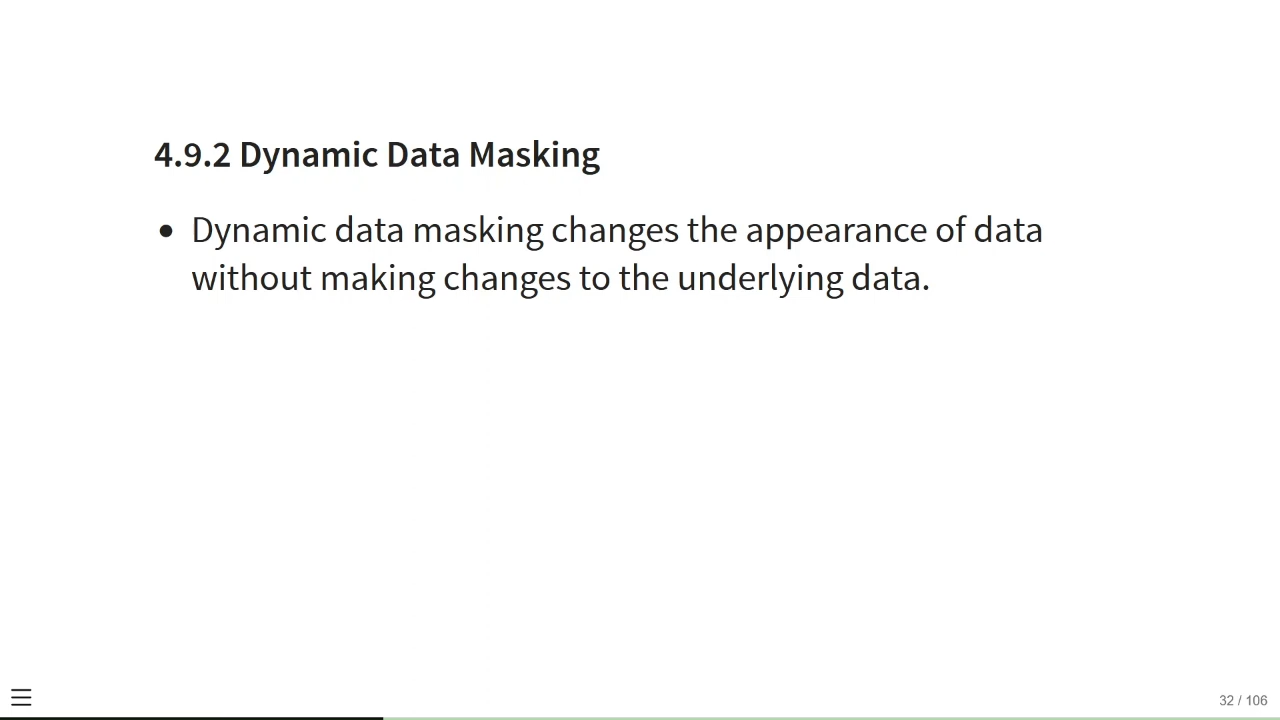 4.9.2 Dynamic Data Masking
• Dynamic data masking changes the appearance of data
without making changes to the underlying data.
32 / 106